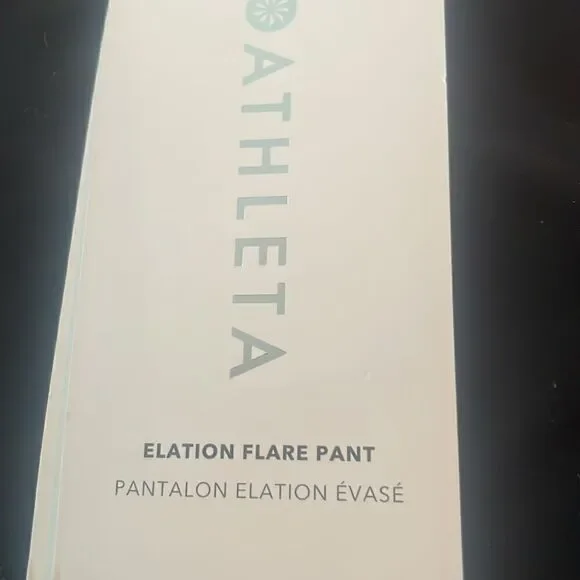 ATHLETA
ELATION FLARE PANT
PANTALON ELATION ÉVASÉ